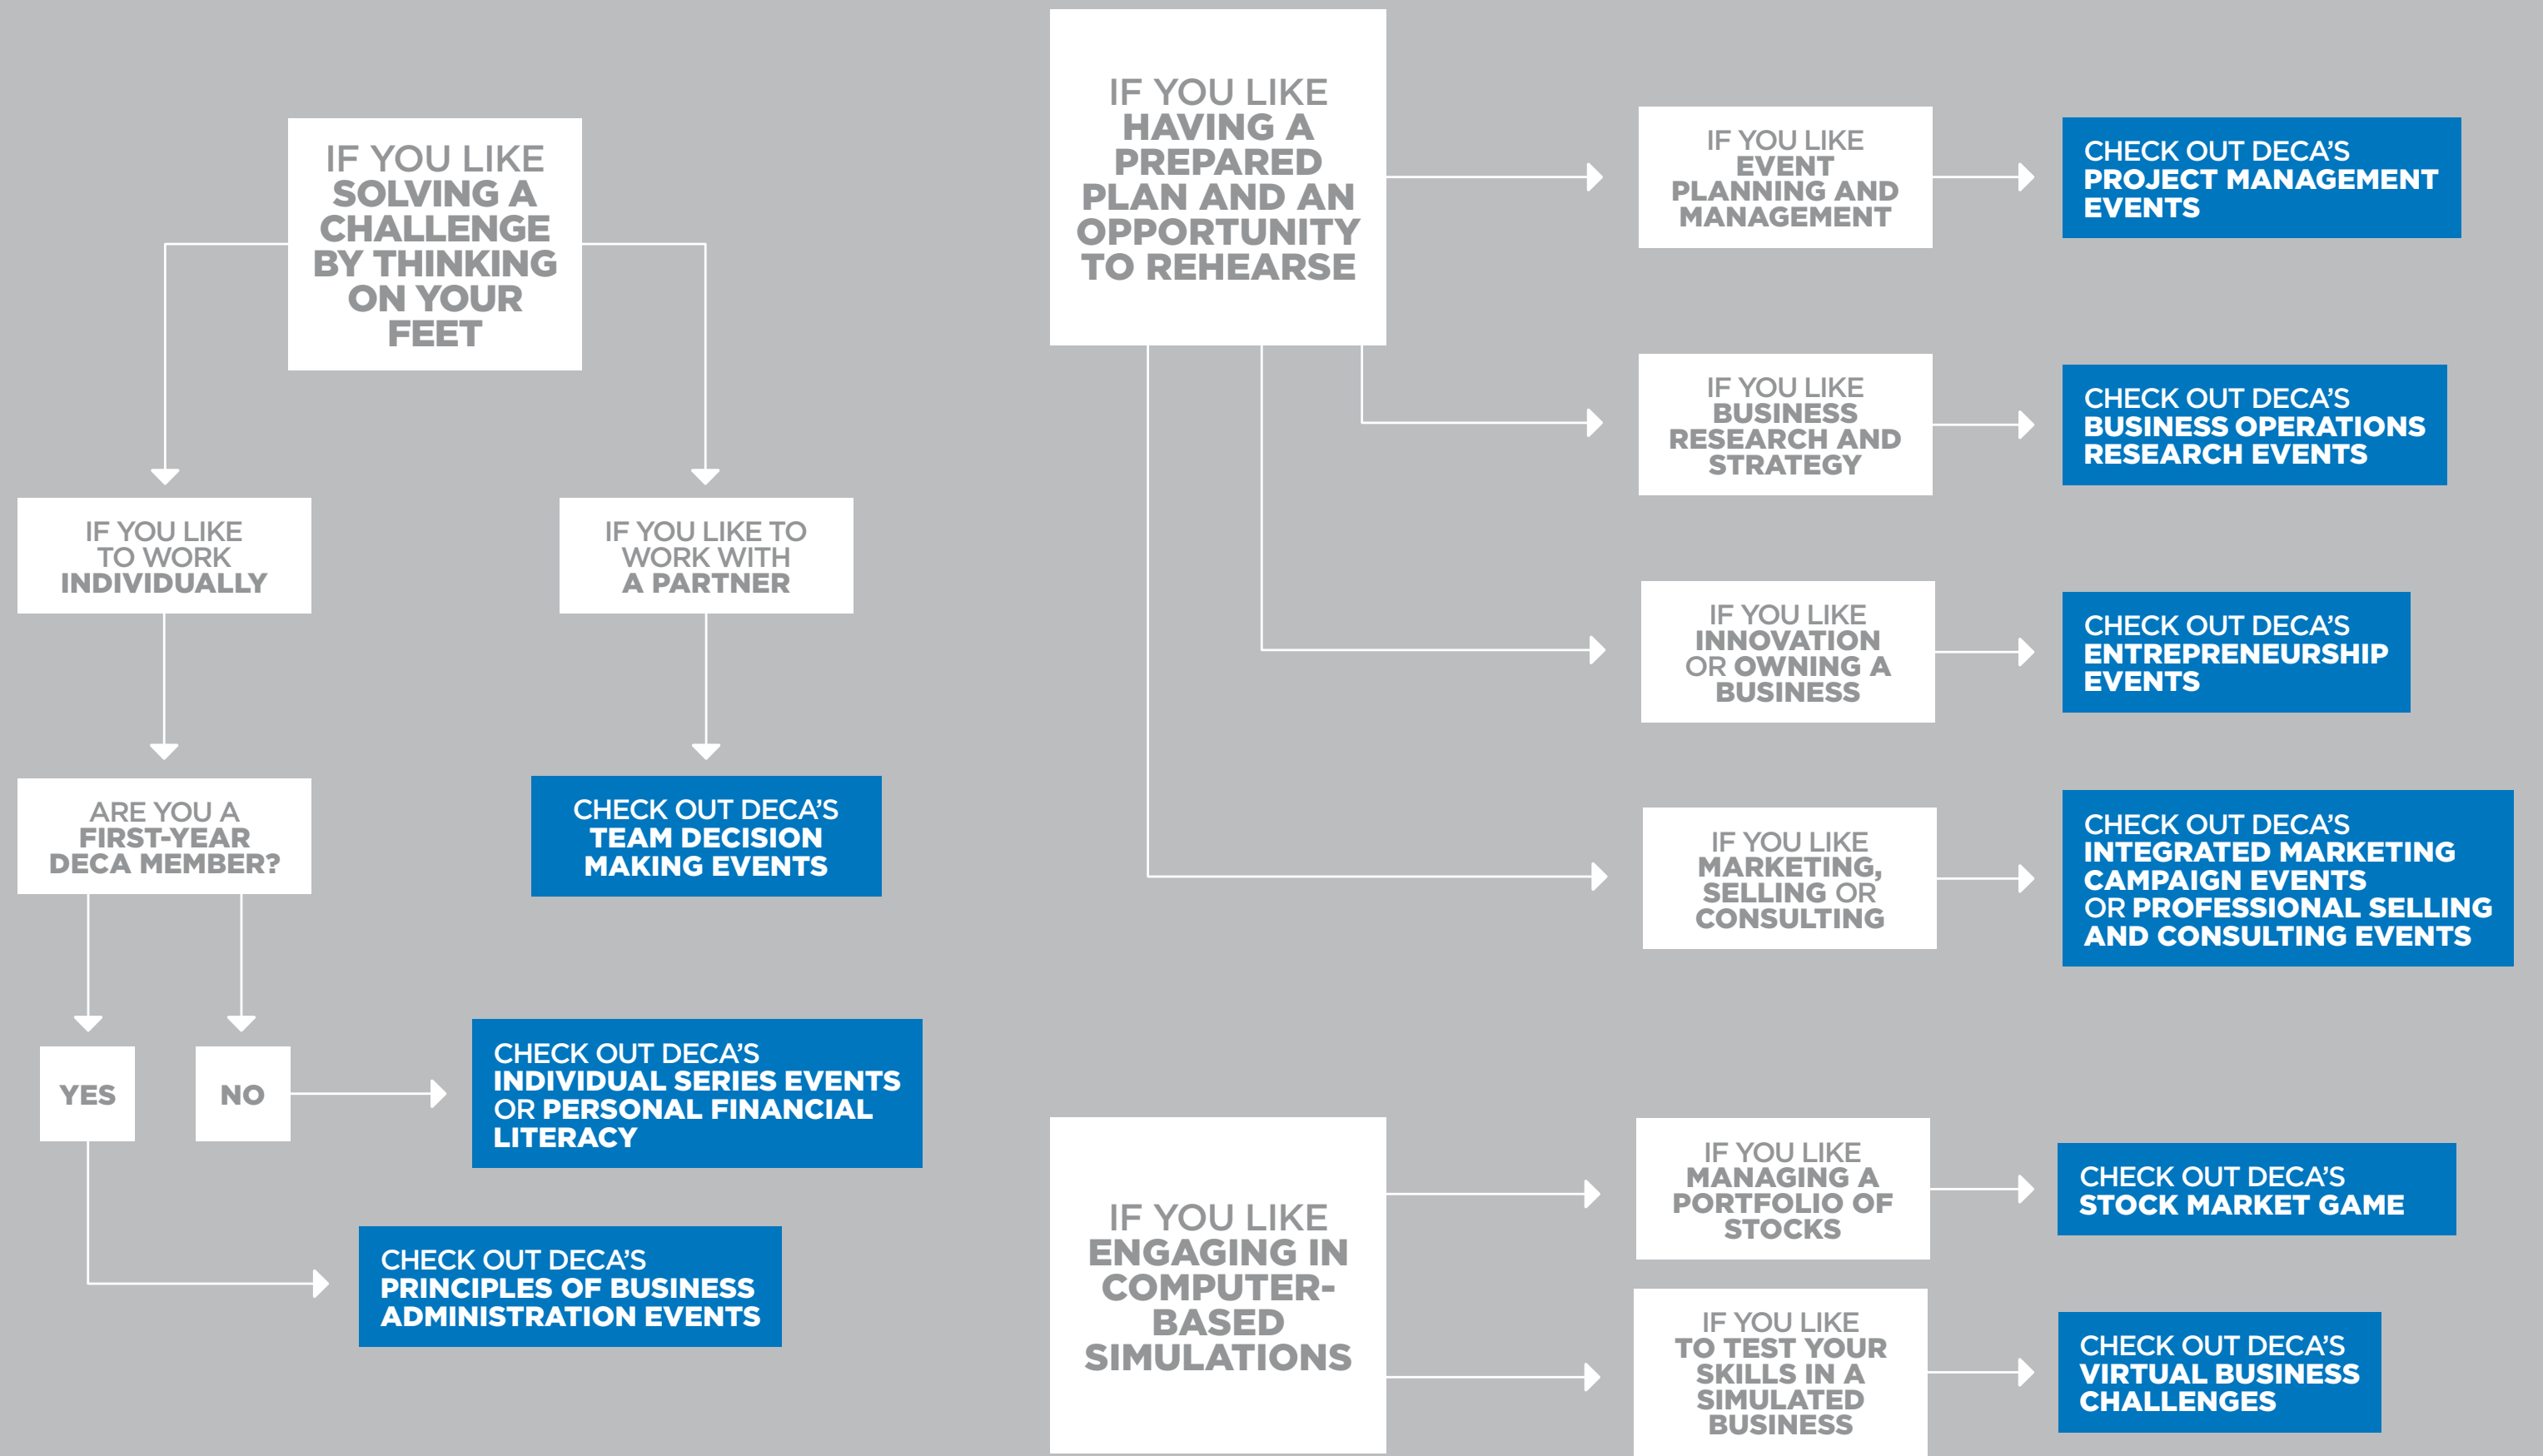 IF YOU LIKE
SOLVING A
CHALLENGE
BY THINKING
ON YOUR
FEET
IF YOU LIKE
TO WORK
INDIVIDUALLY
IF YOU LIKE TO
WORK WITH
A PARTNER
ARE YOU A
FIRST-YEAR
DECA MEMBER?
CHECK OUT DECA'S
TEAM DECISION
MAKING EVENTS
YES
NO
CHECK OUT DECA'S
INDIVIDUAL SERIES EVENTS
OR PERSONAL FINANCIAL
LITERACY
CHECK OUT DECA'S
PRINCIPLES OF BUSINESS
ADMINISTRATION EVENTS
IF YOU LIKE
HAVING A
PREPARED
PLAN AND AN
OPPORTUNITY
TO REHEARSE
IF YOU LIKE
EVENT
PLANNING AND
MANAGEMENT
CHECK OUT DECA'S
PROJECT MANAGEMENT
EVENTS
IF YOU LIKE
BUSINESS
RESEARCH AND
STRATEGY
CHECK OUT DECA'S
BUSINESS OPERATIONS
RESEARCH EVENTS
IF YOU LIKE
INNOVATION
OR OWNING A
BUSINESS
CHECK OUT DECA'S
ENTREPRENEURSHIP
EVENTS
IF YOU LIKE
MARKETING,
SELLING OR
CONSULTING
CHECK OUT DECA'S
INTEGRATED MARKETING
CAMPAIGN EVENTS
OR PROFESSIONAL SELLING
AND CONSULTING EVENTS
IF YOU LIKE
ENGAGING IN
COMPUTER-
BASED
SIMULATIONS
IF YOU LIKE
MANAGING A
PORTFOLIO OF
STOCKS
CHECK OUT DECA'S
STOCK MARKET GAME
IF YOU LIKE
TO TEST YOUR
SKILLS IN A
SIMULATED
BUSINESS
CHECK OUT DECA'S
VIRTUAL BUSINESS
CHALLENGES